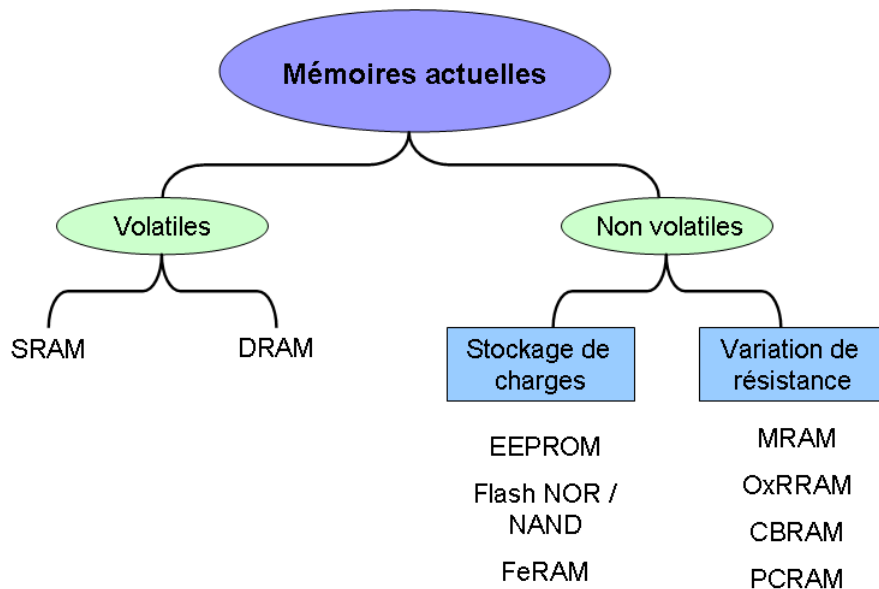 Mémoires actuelles
Volatiles
Non volatiles
SRAM
DRAM
Stockage de
charges
Variation de
résistance
EEPROM
Flash NOR /
NAND
FeRAM
MRAM
OxRRAM
CBRAM
PCRAM